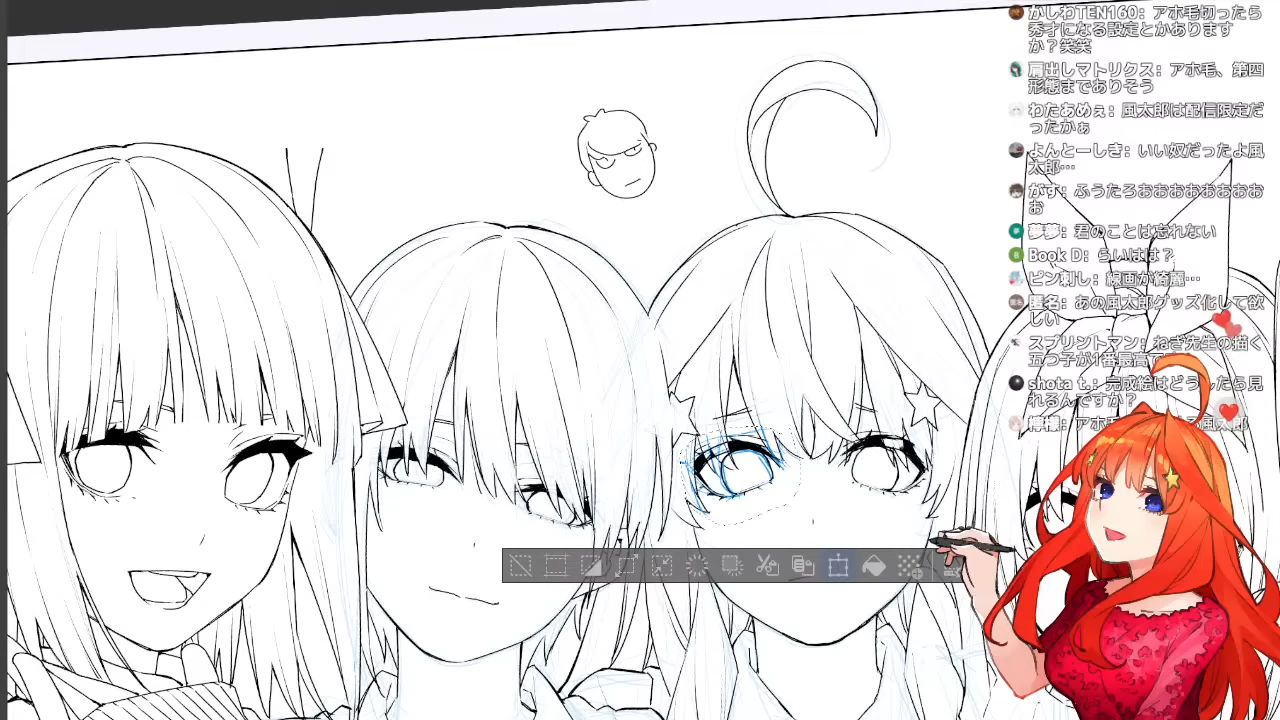 かしわTEN160: アホ毛切ったら
秀才になる設定とかあります
か？笑笑
肩出しマトリクス: アホ毛、第四
形態までありそう
わたあめぇ: 風太郎は配信限定だ
ったかぁ
よんとーしき: いい奴だったよ風
太郎…
がす: ふうたろおおおおおおおお
お
夢夢: 君のことは忘れない
Book D: らいはは？
ピン刺し: 線画が綺麗…
匿名: あの風太郎グッズ化して欲
しい
スプリントマン: ねぎ先生の描く
五つ子が1番最高
shota t.: 完成絵はどうしたら見
れるんですか？
アホ